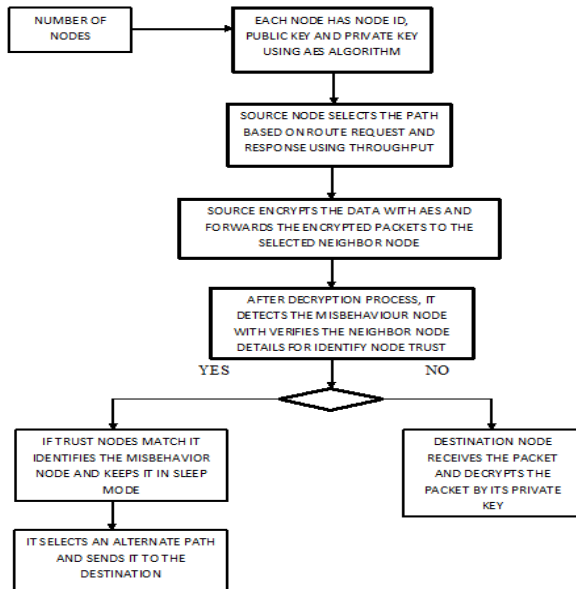 NUMBER OF
NODES
EACH NODE HAS NODE ID,
PUBLIC KEY AND PRIVATE KEY
USING AES ALGORITHM
SOURCE NODE SELECTS THE PATH
BASED ON ROUTE REQUEST AND
RESPONSE USING THROUGHPUT
SOURCE ENCRYPTS THE DATA WITH AES AND
FORWARDS THE ENCRYPTED PACKETS TO THE
SELECTED NEIGHBOR NODE
AFTER DECRYPTION PROCESS, IT
DETECTS THE MISBEHAVIOUR NODE
WITH VERIFIES THE NEIGHBOR NODE
DETAILS FOR IDENTIFY NODE TRUST
YES
NO
IF TRUST NODES MATCH IT
IDENTIFIES THE MISBEHAVIOR
NODE AND KEEPS IT IN SLEEP
MODE
DESTINATION NODE
RECEIVES THE PACKET
AND DECRYPTS THE
PACKET BY ITS PRIVATE
KEY
IT SELECTS AN ALTERNATE PATH
AND SENDS IT TO THE
DESTINATION